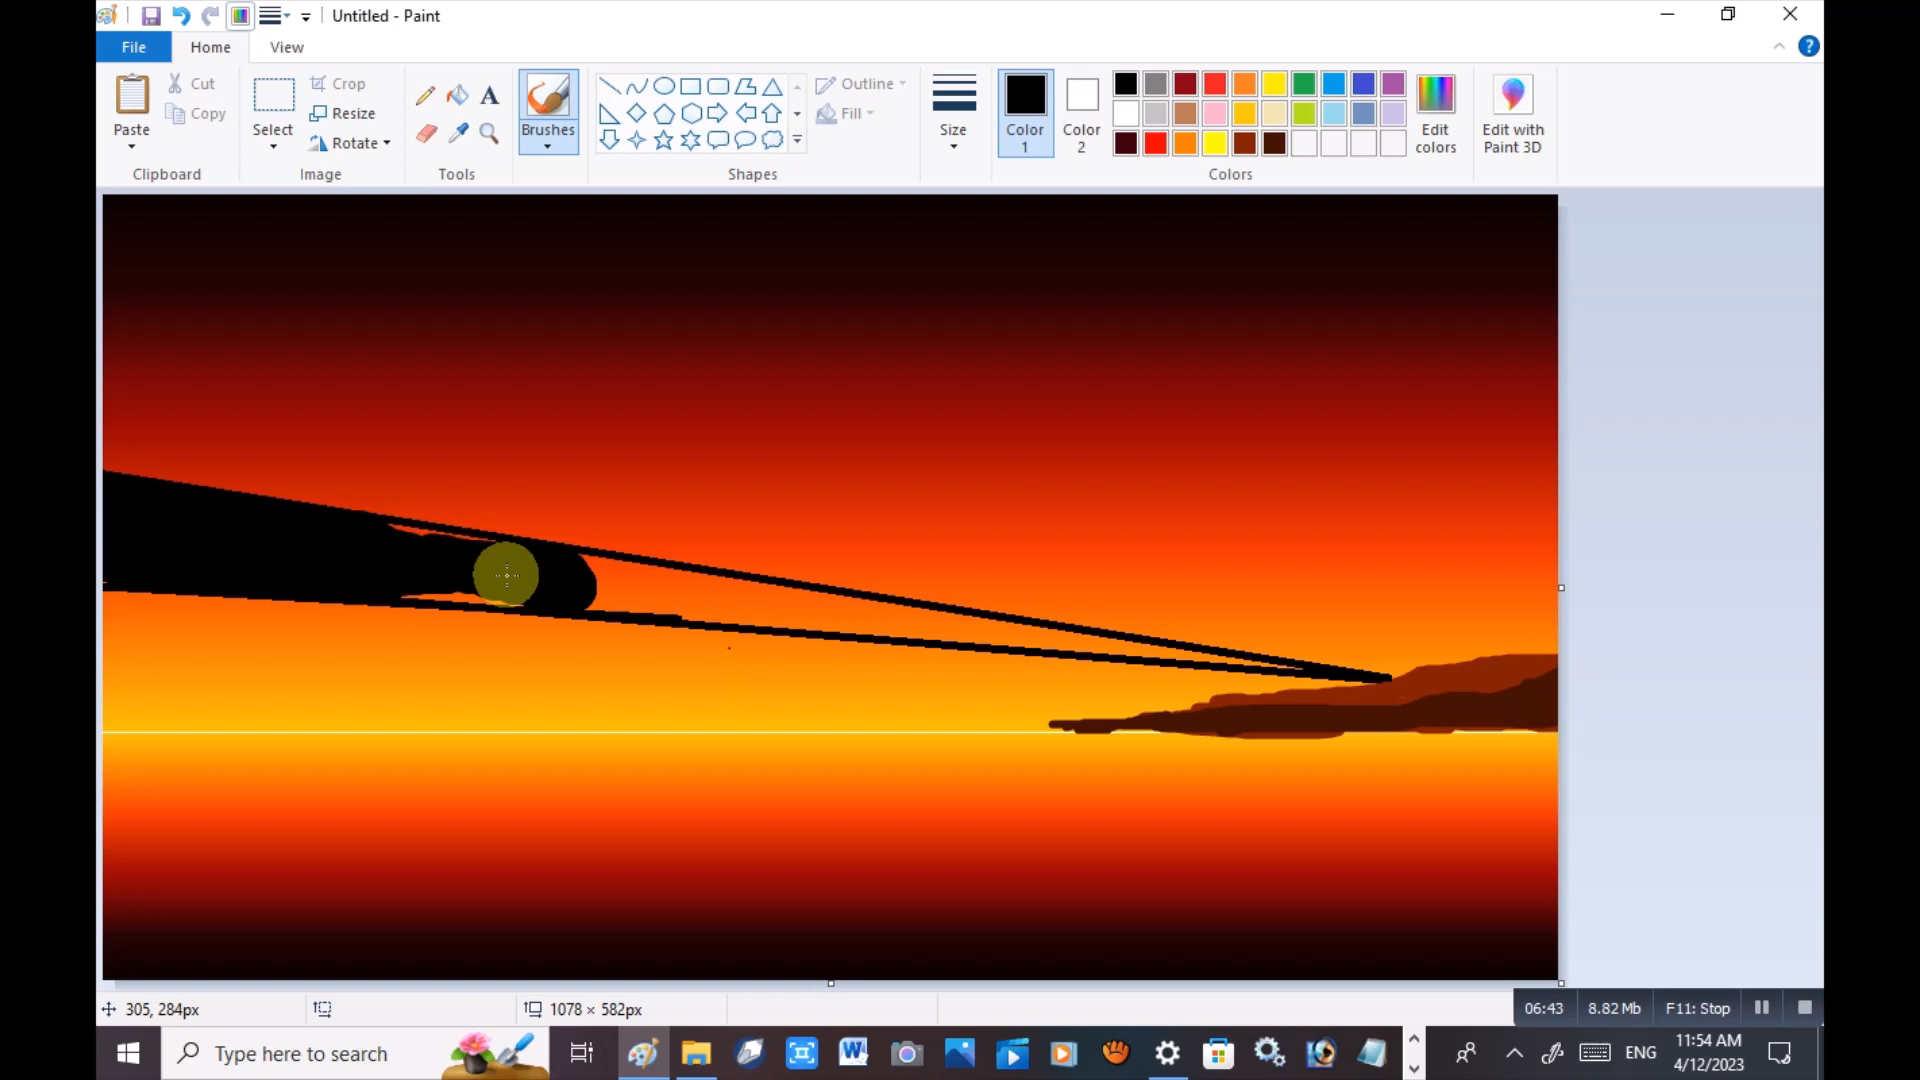 Untitled - Paint
File Home View
Paste Cut Copy
Clipboard
Select Crop Resize Rotate
Image
A
Tools
Brushes
Outline Fill
Shapes
Size
Color 1
Color 2
Edit colors
Colors
Edit with Paint 3D
?
305, 284px
1078 × 582px
06:43 8.82 Mb F11: Stop
Type here to search
W
ENG
11:54 AM
4/12/2023